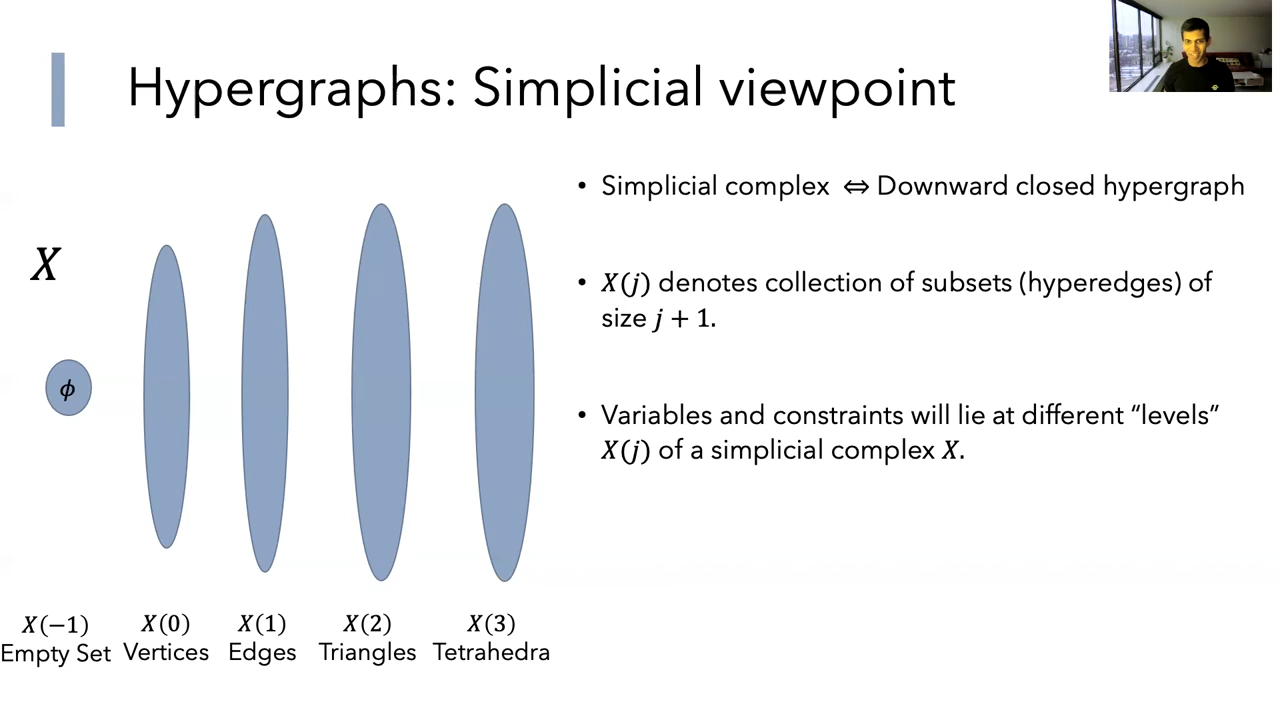 Hypergraphs: Simplicial viewpoint
• Simplicial complex ⇔ Downward closed hypergraph
X
• X(j) denotes collection of subsets (hyperedges) of
size j + 1.
ϕ
• Variables and constraints will lie at different “levels”
X(j) of a simplicial complex X.
X(−1) X(0) X(1) X(2) X(3)
Empty Set Vertices Edges Triangles Tetrahedra